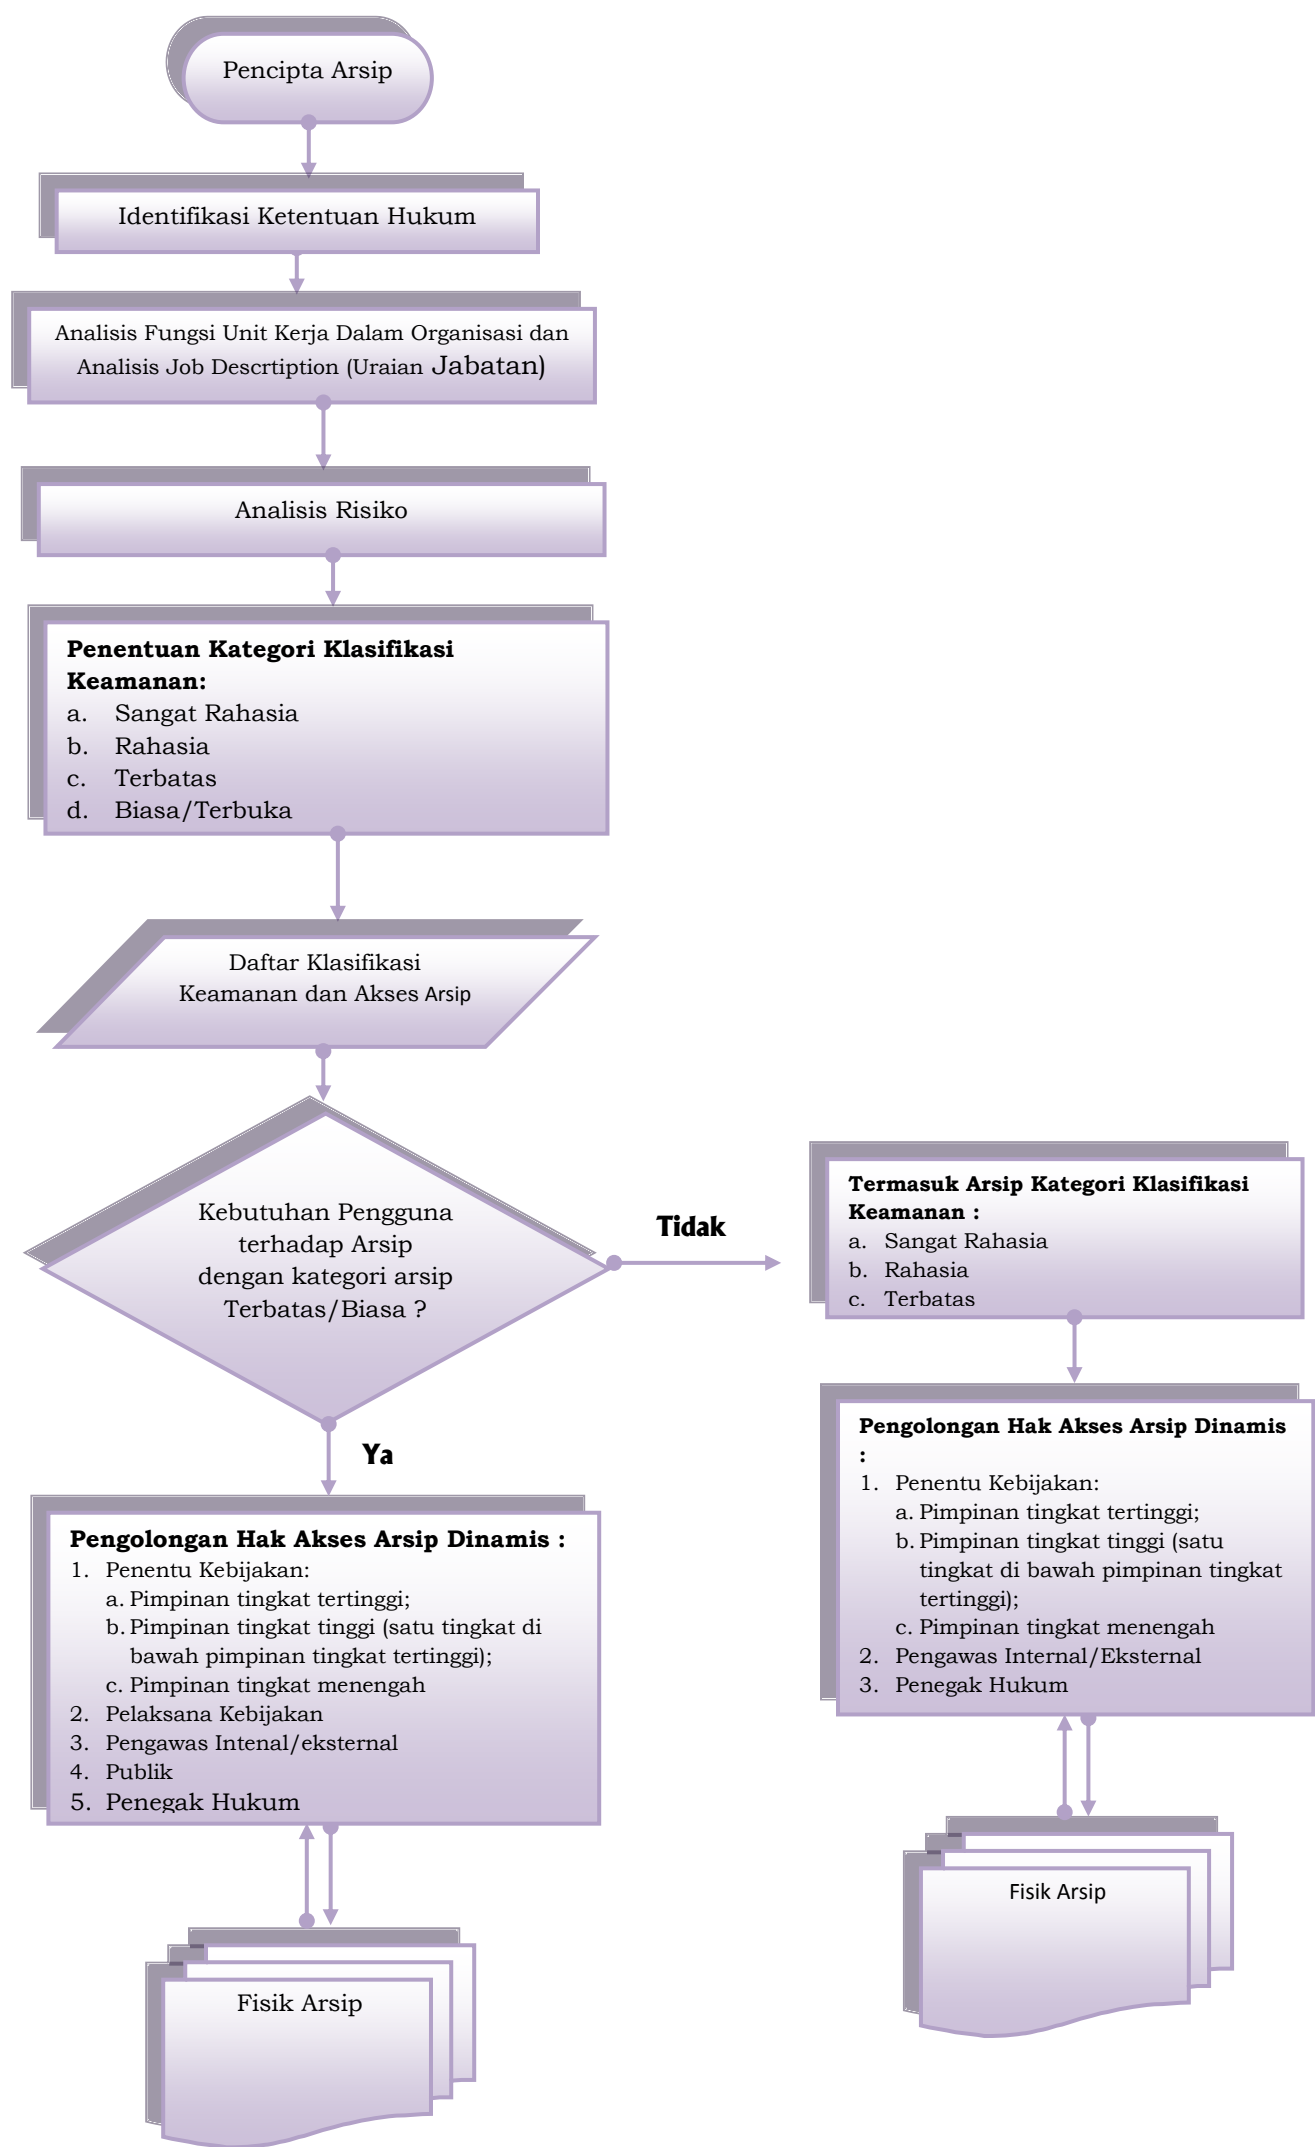 Pencipta Arsip
Identifikasi Ketentuan Hukum
Analisis Fungsi Unit Kerja Dalam Organisasi dan
Analisis Job Descrtiption (Uraian Jabatan)
Analisis Risiko
Penentuan Kategori Klasifikasi
Keamanan:
a. Sangat Rahasia
b. Rahasia
c. Terbatas
d. Biasa/Terbuka
Daftar Klasifikasi
Keamanan dan Akses Arsip
Kebutuhan Pengguna
terhadap Arsip
dengan kategori arsip
Terbatas/Biasa ?
Tidak
Termasuk Arsip Kategori Klasifikasi
Keamanan :
a. Sangat Rahasia
b. Rahasia
c. Terbatas
Pengolongan Hak Akses Arsip Dinamis
:
1. Penentu Kebijakan:
a. Pimpinan tingkat tertinggi;
b. Pimpinan tingkat tinggi (satu
tingkat di bawah pimpinan tingkat
tertinggi);
c. Pimpinan tingkat menengah
2. Pengawas Internal/Eksternal
3. Penegak Hukum
Fisik Arsip
Ya
Pengolongan Hak Akses Arsip Dinamis :
1. Penentu Kebijakan:
a. Pimpinan tingkat tertinggi;
b. Pimpinan tingkat tinggi (satu tingkat di
bawah pimpinan tingkat tertinggi);
c. Pimpinan tingkat menengah
2. Pelaksana Kebijakan
3. Pengawas Intenal/eksternal
4. Publik
5. Penegak Hukum
Fisik Arsip